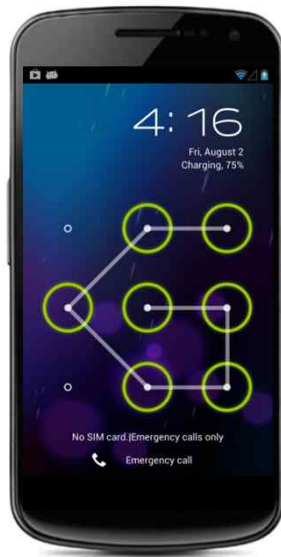 4:16
Fri, August 2
Charging, 75%
No SIM card.|Emergency calls only
Emergency call